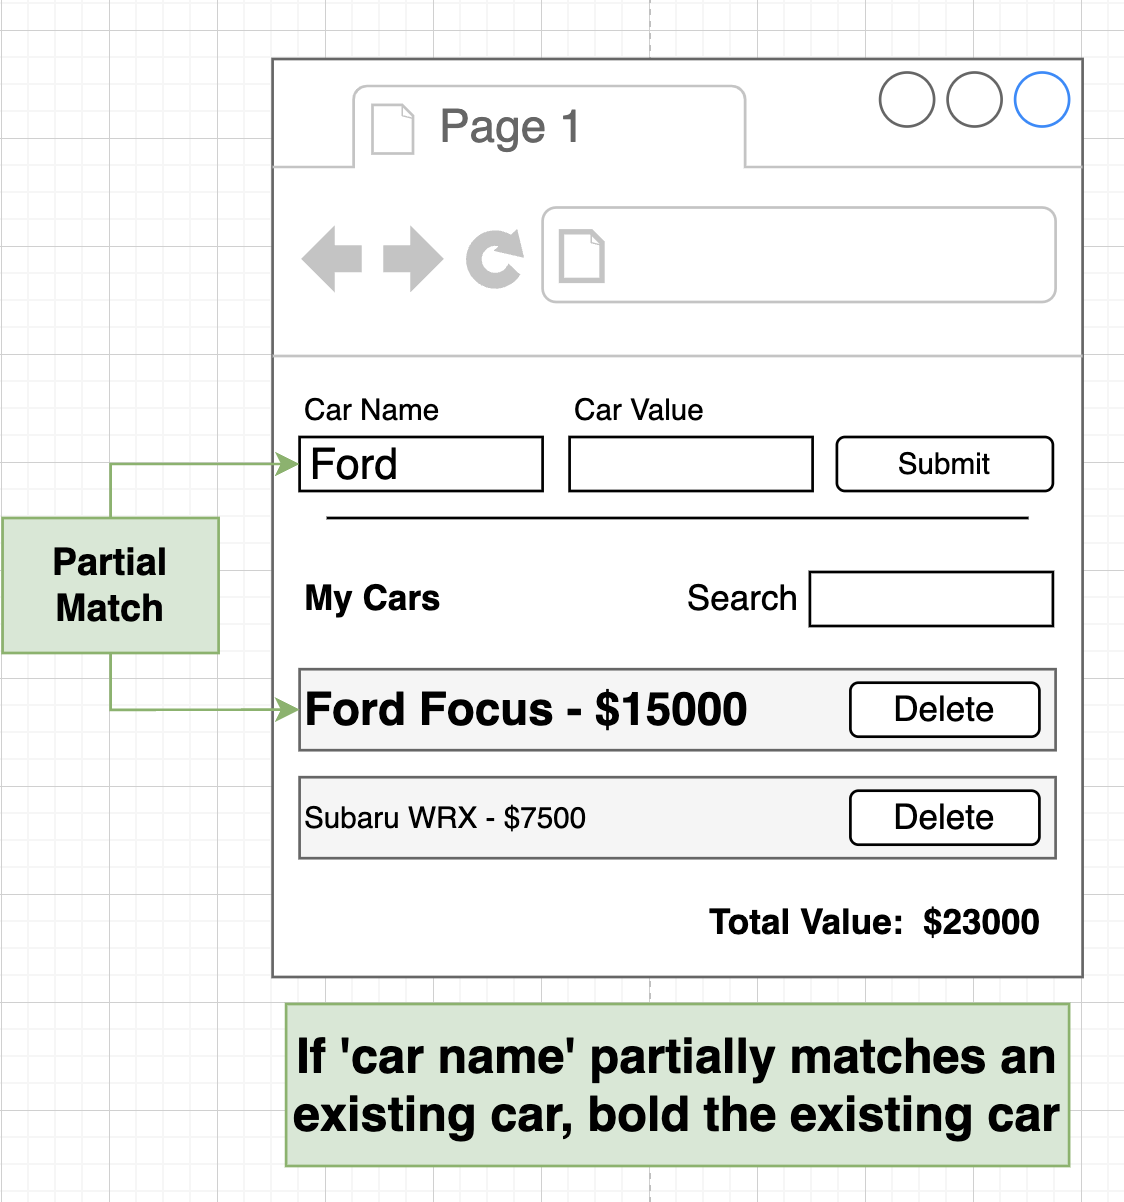 Page 1
Car Name
Car Value
Ford
Submit
Partial
Match
My Cars
Search
Ford Focus - $15000
Delete
Subaru WRX - $7500
Delete
Total Value: $23000
If 'car name' partially matches an
existing car, bold the existing car